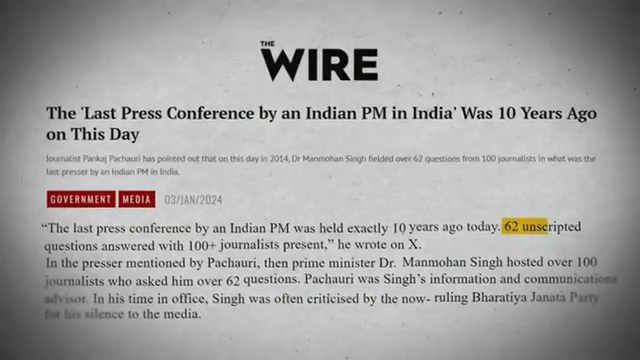 THE
WIRE
The 'Last Press Conference by an Indian PM in India' Was 10 Years Ago
on This Day
Journalist Pankaj Pachauri has pointed out that on this day in 2014, Dr Manmohan Singh fielded over 62 questions from 100 journalists in what was the
last presser by an Indian PM in India.
GOVERNMENT MEDIA 03/JAN/2024
“The last press conference by an Indian PM was held exactly 10 years ago today. 62 unscripted
questions answered with 100+ journalists present,” he wrote on X.
In the presser mentioned by Pachauri, then prime minister Dr. Manmohan Singh hosted over 100
journalists who asked him over 62 questions. Pachauri was Singh's information and communications
advisor. In his time in office, Singh was often criticised by the now- ruling Bharatiya Janata Party
for his silence to the media.